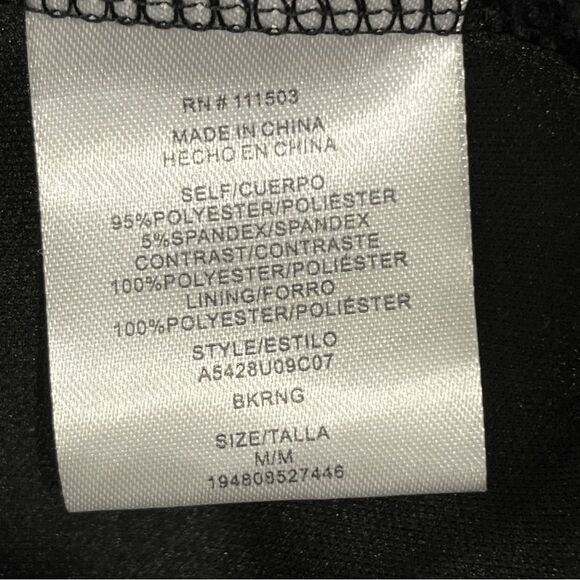 RN # 111503
MADE IN CHINA
HECHO EN CHINA
SELF/CUERPO
95%POLYESTER/POLIÉSTER
5%SPANDEX/SPANDEX
CONTRAST/CONTRASTE
100%POLYESTER/POLIÉSTER
LINING/FORRO
100%POLYESTER/POLIÉSTER
STYLE/ESTILO
A5428U09C07
BKRNG
SIZE/TALLA
M/M
194808527446